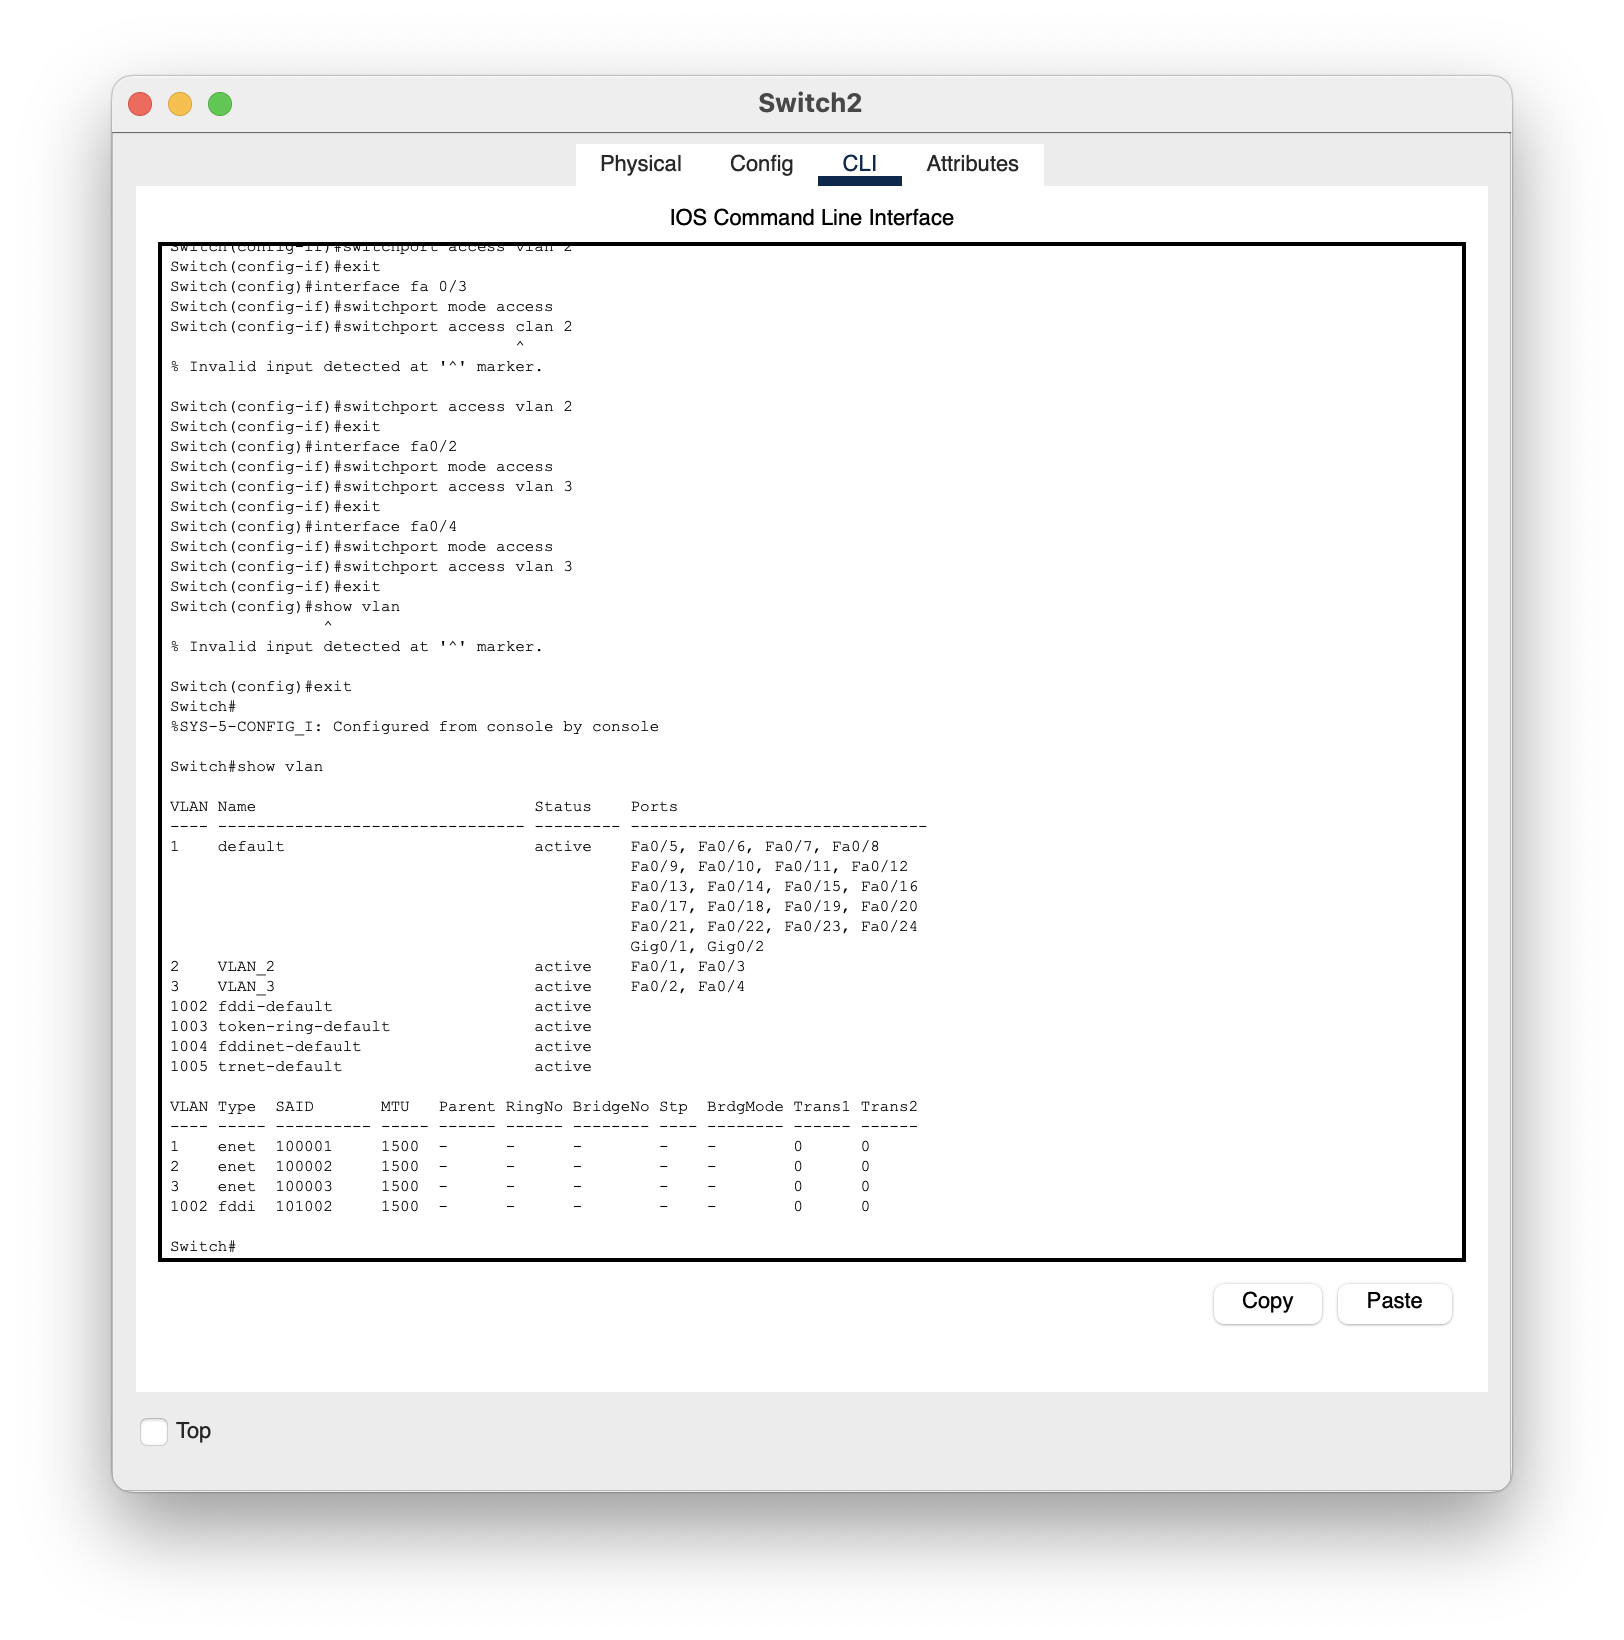 Switch2
Physical Config CLI Attributes
IOS Command Line Interface
Switch(config-if)#switchport access vlan 2
Switch(config-if)#exit
Switch(config)#interface fa 0/3
Switch(config-if)#switchport mode access
Switch(config-if)#switchport access clan 2
^
% Invalid input detected at '^' marker.
Switch(config-if)#switchport access vlan 2
Switch(config-if)#exit
Switch(config)#interface fa0/2
Switch(config-if)#switchport mode access
Switch(config-if)#switchport access vlan 3
Switch(config-if)#exit
Switch(config)#interface fa0/4
Switch(config-if)#switchport mode access
Switch(config-if)#switchport access vlan 3
Switch(config-if)#exit
Switch(config)#show vlan
^
% Invalid input detected at '^' marker.
Switch(config)#exit
Switch#
%SYS-5-CONFIG_I: Configured from console by console
Switch#show vlan
VLAN Name Status Ports
---- -------------------------------- --------- -------------------------------
1 default active Fa0/5, Fa0/6, Fa0/7, Fa0/8
Fa0/9, Fa0/10, Fa0/11, Fa0/12
Fa0/13, Fa0/14, Fa0/15, Fa0/16
Fa0/17, Fa0/18, Fa0/19, Fa0/20
Fa0/21, Fa0/22, Fa0/23, Fa0/24
Gig0/1, Gig0/2
2 VLAN_2 active Fa0/1, Fa0/3
3 VLAN_3 active Fa0/2, Fa0/4
1002 fddi-default active
1003 token-ring-default active
1004 fddinet-default active
1005 trnet-default active
VLAN Type SAID MTU Parent RingNo BridgeNo Stp BrdgMode Trans1 Trans2
---- ----- ---------- ----- ------ ------ -------- ---- -------- ------ ------
1 enet 100001 1500 - - - - - 0 0
2 enet 100002 1500 - - - - - 0 0
3 enet 100003 1500 - - - - - 0 0
1002 fddi 101002 1500 - - - - - 0 0
Switch#
Copy Paste
Top